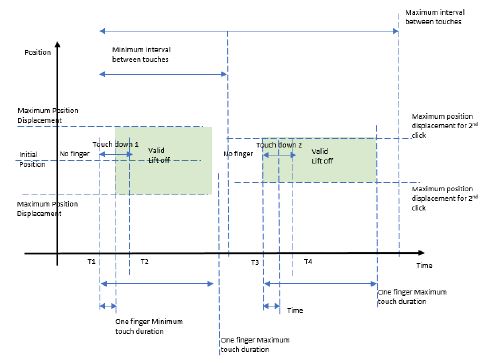 Maximum interval
between touches
Position
Minimum interval
between touches
Maximum Position
Displacement
Maximum position
displacement for 2nd
click
No finger
Touch down 1
Valid
Lift off
No finger
Touch down 2
Valid
Lift off
Initial
Position
Maximum Position
Displacement
Maximum position
displacement for 2nd
click
T1
T2
T3
T4
Time
One finger Minimum
touch duration
Time
One finger Maximum
touch duration
One finger Maximum
touch duration